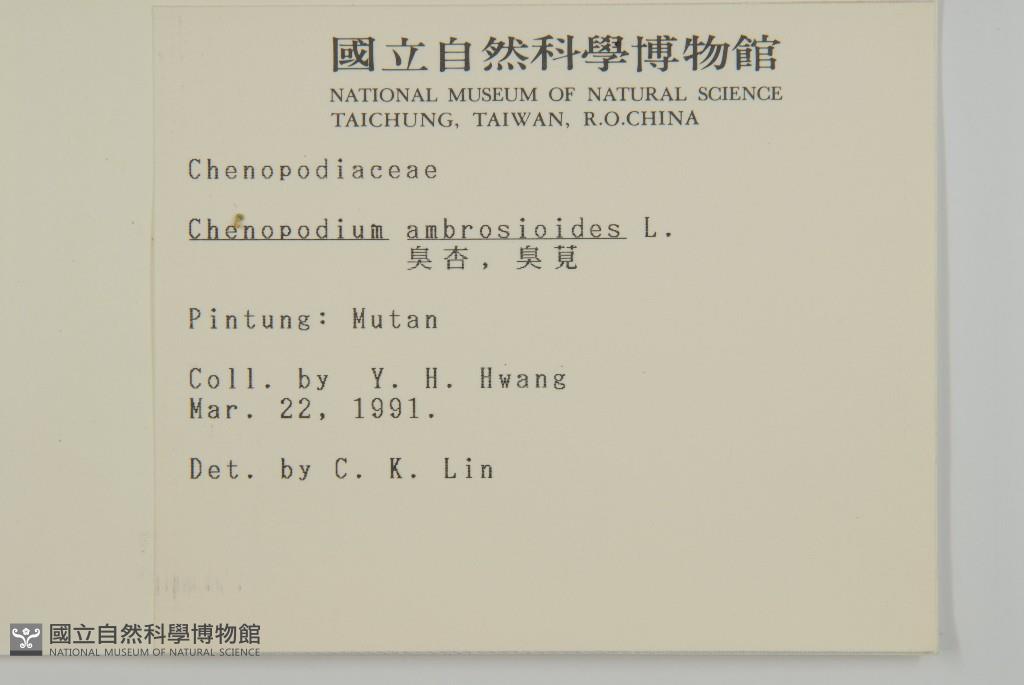 國立自然科學博物館
NATIONAL MUSEUM OF NATURAL SCIENCE
TAICHUNG, TAIWAN, R.O.CHINA
Chenopodiaceae
Chenopodium ambrosioides L.
臭杏, 臭莧
Pintung: Mutan
Coll. by Y. H. Hwang
Mar. 22, 1991.
Det. by C. K. Lin
國立自然科學博物館
NATIONAL MUSEUM OF NATURAL SCIENCE